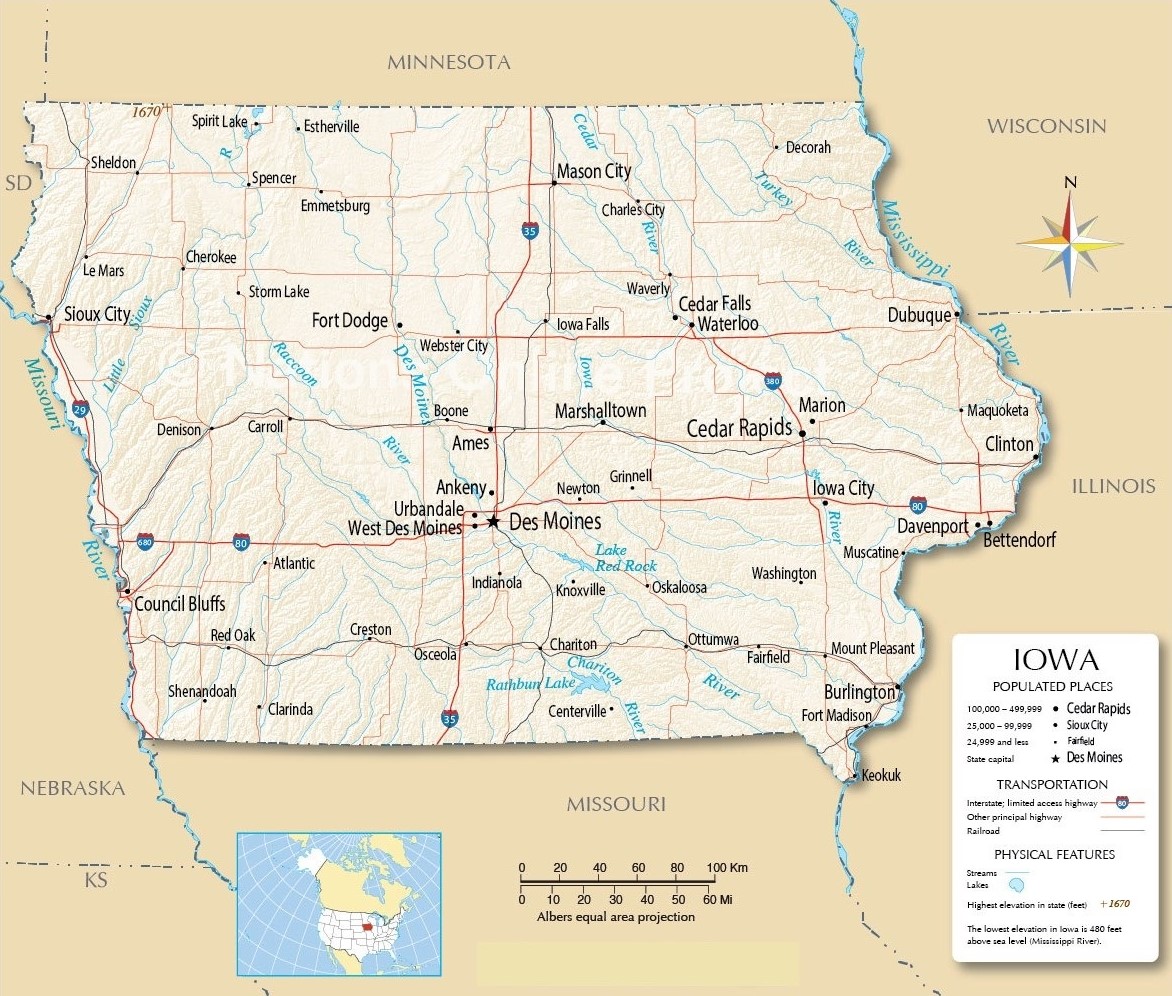 MINNESOTA
WISCONSIN
SD
ILLINOIS
NEBRASKA
MISSOURI
KS
N
1670
Spirit Lake
Estherville
R
Cedar
Decorah
Sheldon
Spencer
Emmetsburg
Mason City
Charles City
Turkey
River
River
Mississippi
35
Le Mars
Cherokee
Storm Lake
Waverly
Cedar Falls
Waterloo
Sioux City
Sioux
Little
Fort Dodge
Webster City
Iowa Falls
Dubuque
River
Missouri
Raccoon
Des Moines
Iowa
380
29
Denison
Carroll
Boone
Ames
Marshalltown
Marion
Cedar Rapids
Maquoketa
Clinton
River
Ankeny
Newton
Grinnell
Iowa City
Urbandale
West Des Moines
Des Moines
River
80
Davenport
Bettendorf
680
80
River
Atlantic
Lake
Red Rock
Muscatine
Indianola
Knoxville
Oskaloosa
Washington
Council Bluffs
Red Oak
Creston
Osceola
Chariton
Ottumwa
Fairfield
Mount Pleasant
Shenandoah
Clarinda
Chariton
Rathbun Lake
River
River
Centerville
35
Burlington
Fort Madison
Keokuk
0 20 40 60 80 100 Km
0 10 20 30 40 50 60 Mi
Albers equal area projection
IOWA
POPULATED PLACES
100,000 – 499,999 Cedar Rapids
25,000 – 99,999 Sioux City
24,999 and less Fairfield
State capital Des Moines
TRANSPORTATION
Interstate; limited access highway 80
Other principal highway
Railroad
PHYSICAL FEATURES
Streams
Lakes
Highest elevation in state (feet) +1670
The lowest elevation in Iowa is 480 feet
above sea level (Mississippi River).